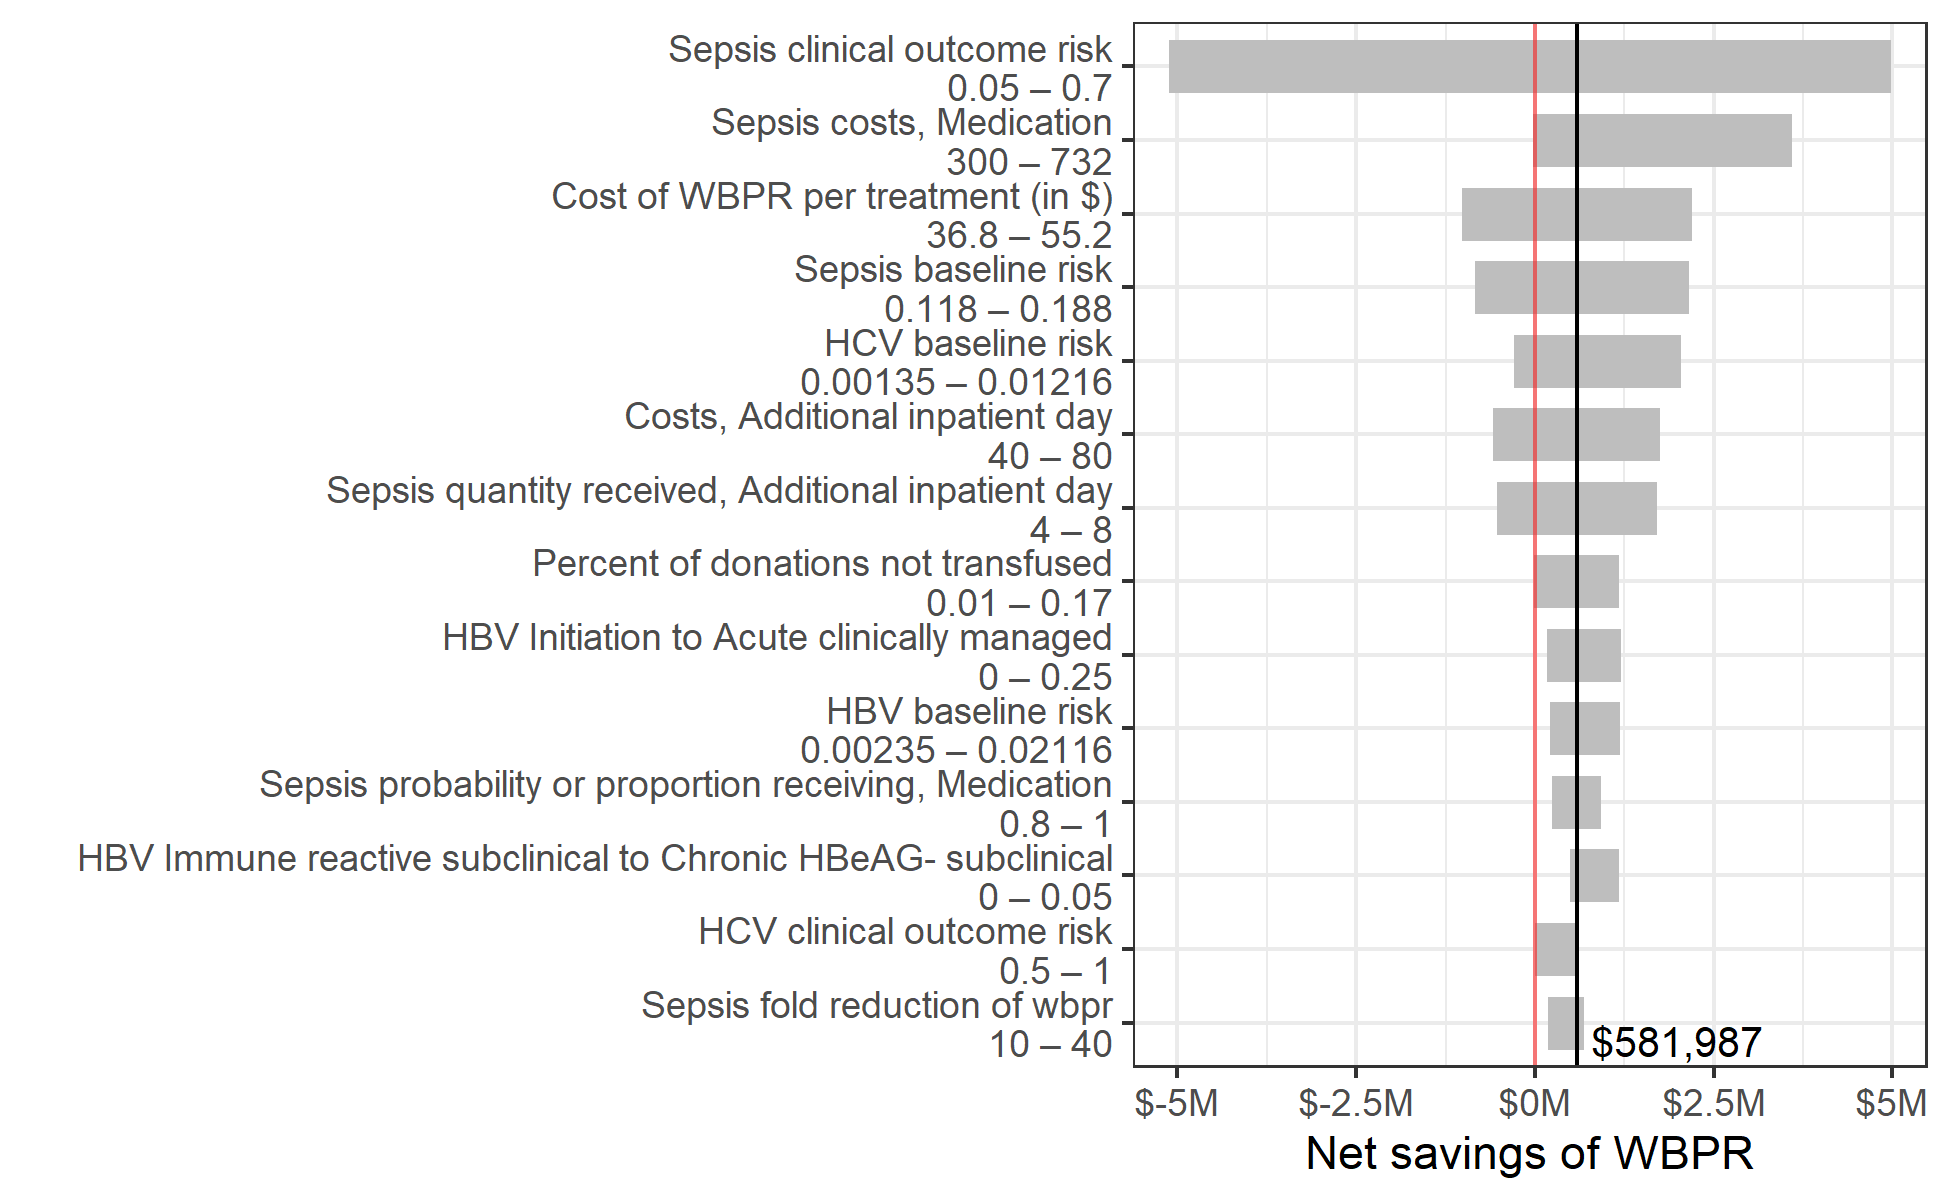 Sepsis clinical outcome risk
0.05 – 0.7
Sepsis costs, Medication
300 – 732
Cost of WBPR per treatment (in $)
36.8 – 55.2
Sepsis baseline risk
0.118 – 0.188
HCV baseline risk
0.00135 – 0.01216
Costs, Additional inpatient day
40 – 80
Sepsis quantity received, Additional inpatient day
4 – 8
Percent of donations not transfused
0.01 – 0.17
HBV Initiation to Acute clinically managed
0 – 0.25
HBV baseline risk
0.00235 – 0.02116
Sepsis probability or proportion receiving, Medication
0.8 – 1
HBV Immune reactive subclinical to Chronic HBeAG- subclinical
0 – 0.05
HCV clinical outcome risk
0.5 – 1
Sepsis fold reduction of wbpr
10 – 40
$581,987
$-5M $-2.5M $0M $2.5M $5M
Net savings of WBPR